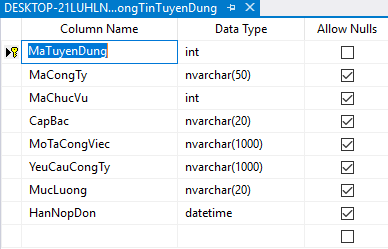 DESKTOP-21LUHLN...ongTinTuyenDung
Column Name Data Type Allow Nulls
MaTuyenDung int
MaCongTy nvarchar(50)
MaChucVu int
CapBac nvarchar(20)
MoTaCongViec nvarchar(1000)
YeuCauCongTy nvarchar(1000)
MucLuong nvarchar(20)
HanNopDon datetime